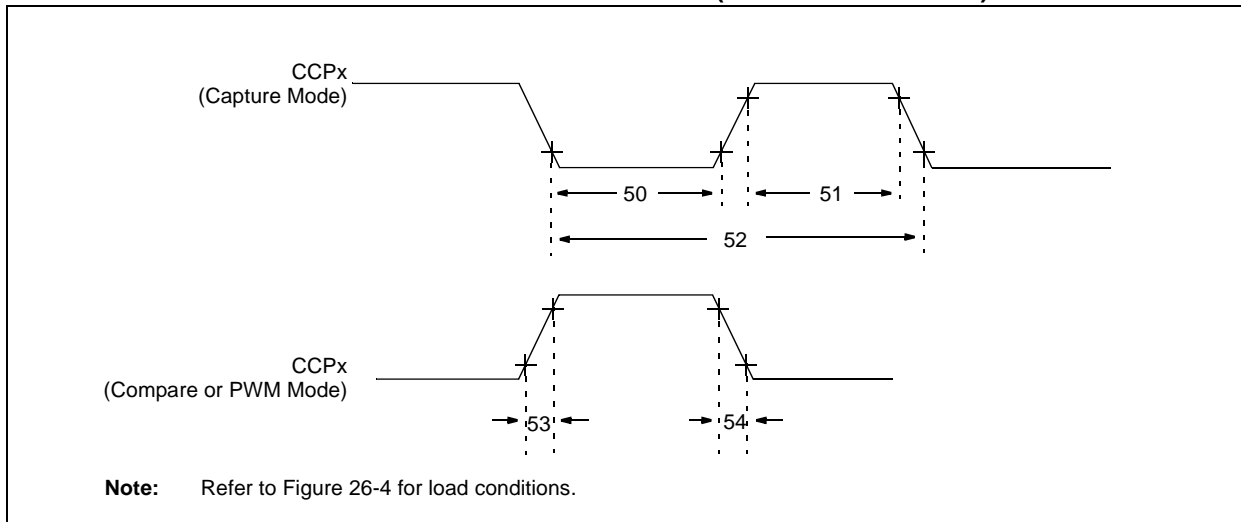 CCPx
(Capture Mode)
50
51
52
CCPx
(Compare or PWM Mode)
53
54
Note: Refer to Figure 26-4 for load conditions.